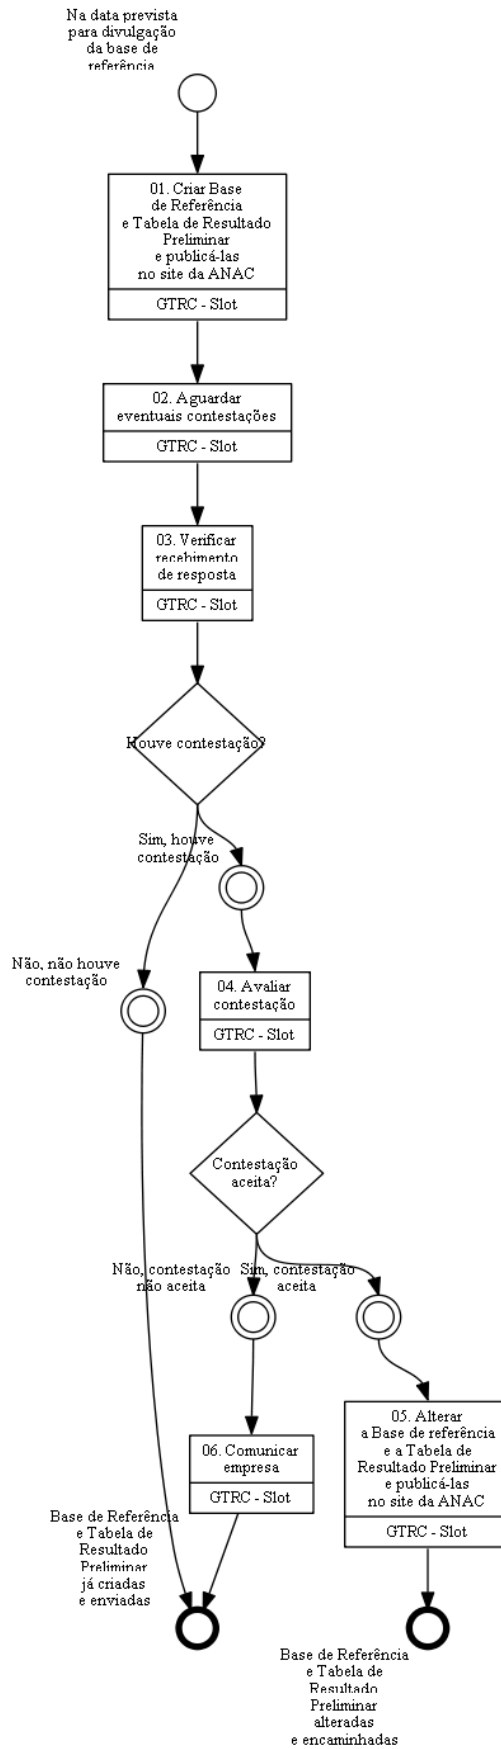 Na data prevista
para divulgação
da base de
referência
01. Criar Base
de Referência
e Tabela de Resultado
Preliminar
e publicá-las
no site da ANAC
GTRC - Slot
02. Aguardar
eventuais contestações
GTRC - Slot
03. Verificar
recebimento
de resposta
GTRC - Slot
Houve contestação?
Sim, houve
contestação
Não, não houve
contestação
04. Avaliar
contestação
GTRC - Slot
Contestação
aceita?
Não, contestação
não aceita
Sim, contestação
aceita
05. Alterar
a Base de referência
e a Tabela de
Resultado Preliminar
e publicá-las
no site da ANAC
GTRC - Slot
06. Comunicar
empresa
GTRC - Slot
Base de Referência
e Tabela de
Resultado
Preliminar
já criadas
e enviadas
Base de Referência
e Tabela de
Resultado
Preliminar
alteradas
e encaminhadas